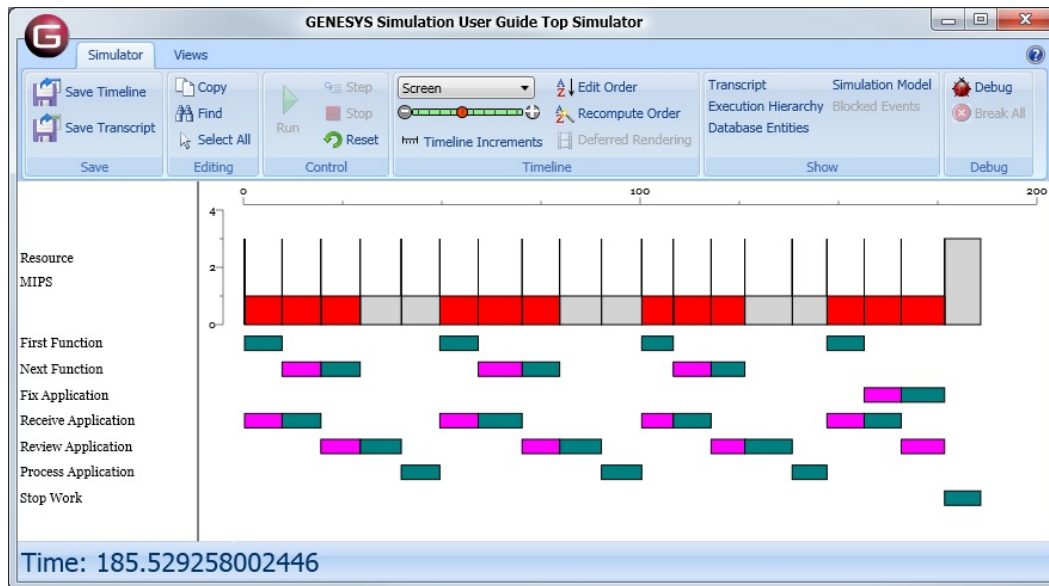 GENESYS Simulation User Guide Top Simulator
G
Simulator Views
Save Timeline
Save Transcript
Save
Copy
Find
Select All
Editing
Run
Step
Stop
Reset
Control
Screen
Timeline Increments
Edit Order
Recompute Order
Deferred Rendering
Timeline
Transcript Simulation Model
Execution Hierarchy Blocked Events
Database Entities
Show
Debug
Break All
Debug
0 100 200
4
2
0
Resource
MIPS
First Function
Next Function
Fix Application
Receive Application
Review Application
Process Application
Stop Work
Time: 185.529258002446